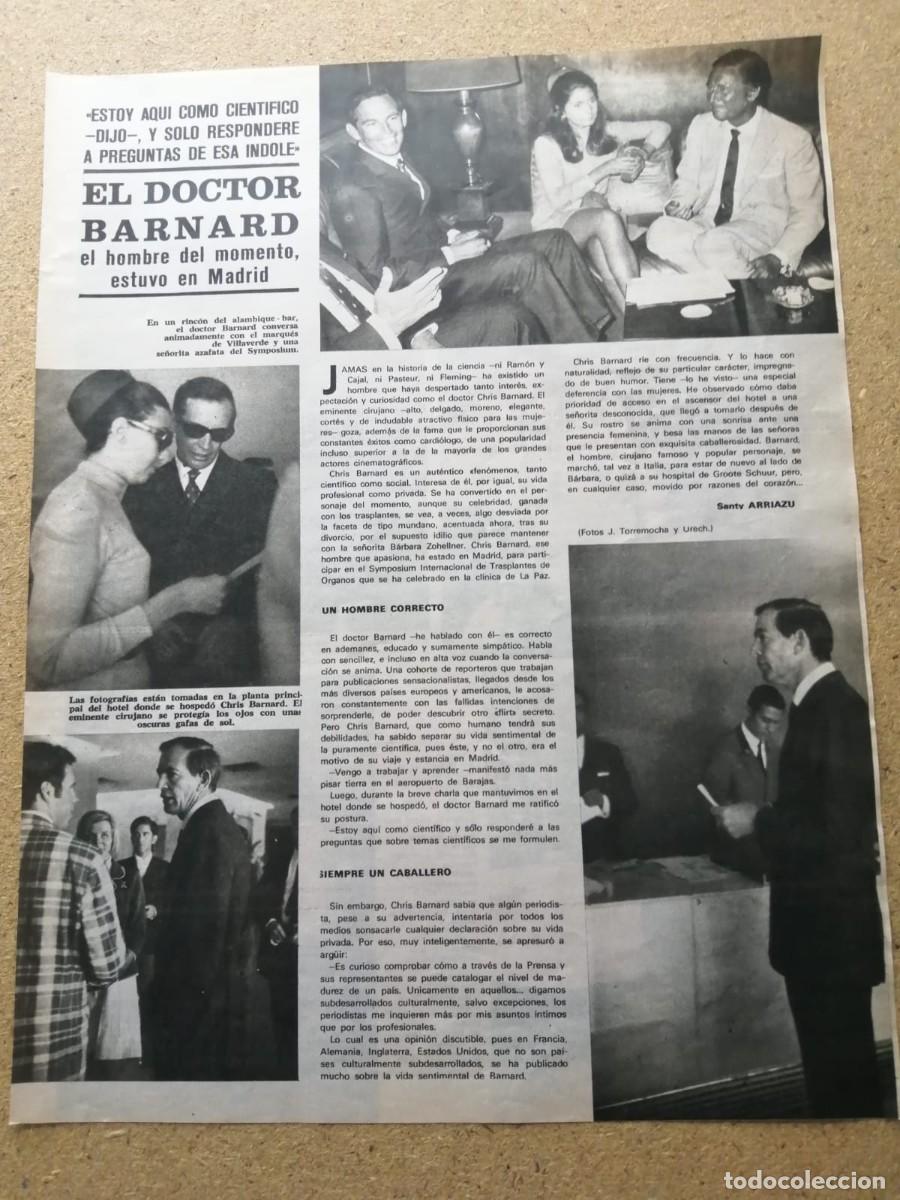 «ESTOY AQUI COMO CIENTIFICO
—DIJO—, Y SOLO RESPONDERE
A PREGUNTAS DE ESA INDOLE»
EL DOCTOR
BARNARD
el hombre del momento,
estuvo en Madrid
En un rincón del alambique-bar,
el doctor Barnard conversa
animadamente con el marqués
de Villaverde y una
señorita azafata del Symposium.
Las fotografías están tomadas en la planta princi-
pal del hotel donde se hospedó Chris Barnard. El
eminente cirujano se protegía los ojos con unas
oscuras gafas de sol.
JAMAS en la historia de la ciencia —ni Ramón y
Cajal, ni Pasteur, ni Fleming— ha existido un
hombre que haya despertado tanto interés, ex-
pectación y curiosidad como el doctor Chris Barnard. El
eminente cirujano —alto, delgado, moreno, elegante,
cortés y de indudable atractivo físico para las muje-
res— goza, además de la fama que le proporcionan sus
constantes éxitos como cardiólogo, de una popularidad
incluso superior a la de la mayoría de los grandes
actores cinematográficos.
Chris Barnard es un auténtico «fenómeno», tanto
científico como social. Interesa de él, por igual, su vida
profesional como privada. Se ha convertido en el per-
sonaje del momento, aunque su celebridad, ganada
con los trasplantes, se vea, a veces, algo desviada por
la faceta de tipo mundano, acentuada ahora, tras su
divorcio, por el supuesto idilio que parece mantener
con la señorita Bárbara Zohellner. Chris Barnard, ese
hombre que apasiona, ha estado en Madrid, para parti-
cipar en el Symposium Internacional de Trasplantes de
Organos que se ha celebrado en la clínica de La Paz.
UN HOMBRE CORRECTO
El doctor Barnard —he hablado con él— es correcto
en ademanes, educado y sumamente simpático. Habla
con sencillez, e incluso en alta voz cuando la conversa-
ción se anima. Una cohorte de reporteros que trabajan
para publicaciones sensacionalistas, llegados desde los
más diversos países europeos y americanos, le acosa-
ron constantemente con las fallidas intenciones de
sorprenderle, de poder descubrir otro «flirt» secreto.
Pero Chris Barnard, que como humano tendrá sus
debilidades, ha sabido separar su vida sentimental de
la puramente científica, pues éste, y no el otro, era el
motivo de su viaje y estancia en Madrid.
—Vengo a trabajar y aprender —manifestó nada más
pisar tierra en el aeropuerto de Barajas.
Luego, durante la breve charla que mantuvimos en el
hotel donde se hospedó, el doctor Barnard me ratificó
su postura.
—Estoy aquí como científico y sólo responderé a las
preguntas que sobre temas científicos se me formulen.
SIEMPRE UN CABALLERO
Sin embargo, Chris Barnard sabía que algún periodis-
ta, pese a su advertencia, intentaría por todos los
medios sonsacarle cualquier declaración sobre su vida
privada. Por eso, muy inteligentemente, se apresuró a
argüir:
—Es curioso comprobar cómo a través de la Prensa y
sus representantes se puede catalogar el nivel de ma-
durez de un país. Unicamente en aquellos... digamos
subdesarrollados culturalmente, salvo excepciones, los
periodistas me inquieren más por mis asuntos íntimos
que por los profesionales.
Lo cual es una opinión discutible, pues en Francia,
Alemania, Inglaterra, Estados Unidos, que no son paí-
ses culturalmente subdesarrollados, se ha publicado
mucho sobre la vida sentimental de Barnard.
Chris Barnard ríe con frecuencia. Y lo hace con
naturalidad, reflejo de su particular carácter, impregna-
do de buen humor. Tiene —lo he visto— una especial
deferencia con las mujeres. He observado cómo daba
prioridad de acceso en el ascensor del hotel a una
señorita desconocida, que llegó a tomarlo después de
él. Su rostro se anima con una sonrisa ante una
presencia femenina, y besa las manos de las señoras
que le presentan con exquisita caballerosidad. Barnard,
el hombre, cirujano famoso y popular personaje, se
marchó, tal vez a Italia, para estar de nuevo al lado de
Bárbara, o quizá a su hospital de Groote Schuur, pero,
en cualquier caso, movido por razones del corazón...
Santy ARRIAZU
(Fotos J. Torremocha y Urech.)
todocoleccion